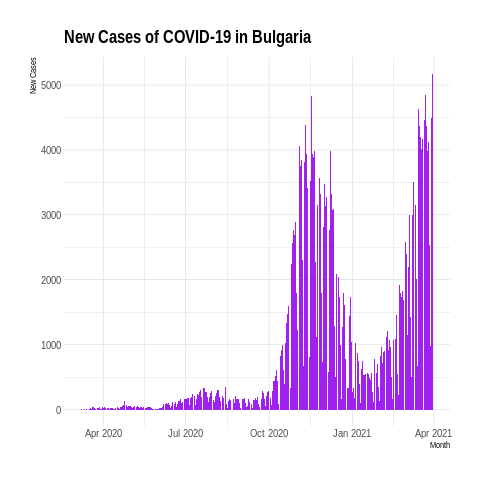 New Cases of COVID-19 in Bulgaria
New Cases
5000
4000
3000
2000
1000
0
Apr 2020 Jul 2020 Oct 2020 Jan 2021 Apr 2021
Month